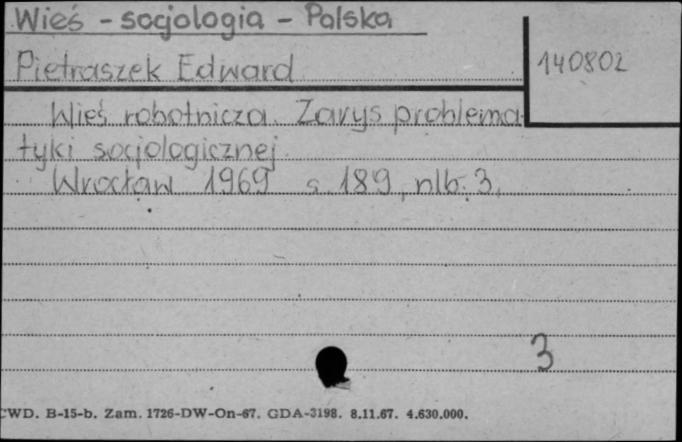 Wieś - socjologia - Polska
Pietraszek Edward
140802
Wieś robotnicza. Zarys problema-
tyki socjologicznej.
Wrocław 1969 s. 189, nlb. 3.
3
CWD. B-15-b. Zam. 1726-DW-On-67. GDA-3198. 8.11.67. 4.630.000.